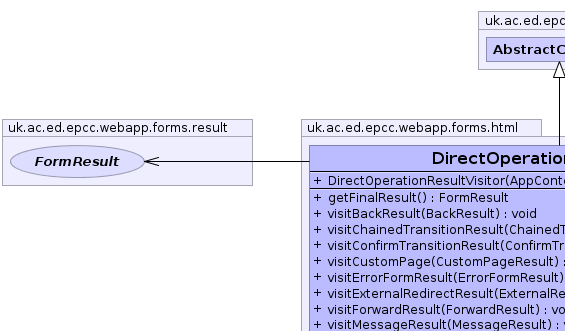 uk.ac.ed.epc
AbstractC
uk.ac.ed.epcc.webapp.forms.result
FormResult
uk.ac.ed.epcc.webapp.forms.html
DirectOperation
+ DirectOperationResultVisitor(AppConte
+ getFinalResult() : FormResult
+ visitBackResult(BackResult) : void
+ visitChainedTransitionResult(ChainedT
+ visitConfirmTransitionResult(ConfirmTr
+ visitCustomPage(CustomPageResult) :
+ visitErrorFormResult(ErrorFormResult)
+ visitExternalRedirectResult(ExternalRe
+ visitForwardResult(ForwardResult) : vo
+ visitMessageResult(MessageResult) : v